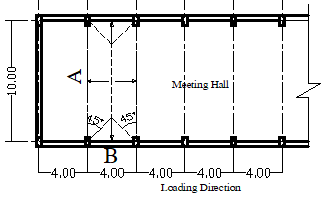 A
10.00
Meeting Hall
45° 45°
B
4.00 4.00 4.00 4.00 4.00
Loading Direction